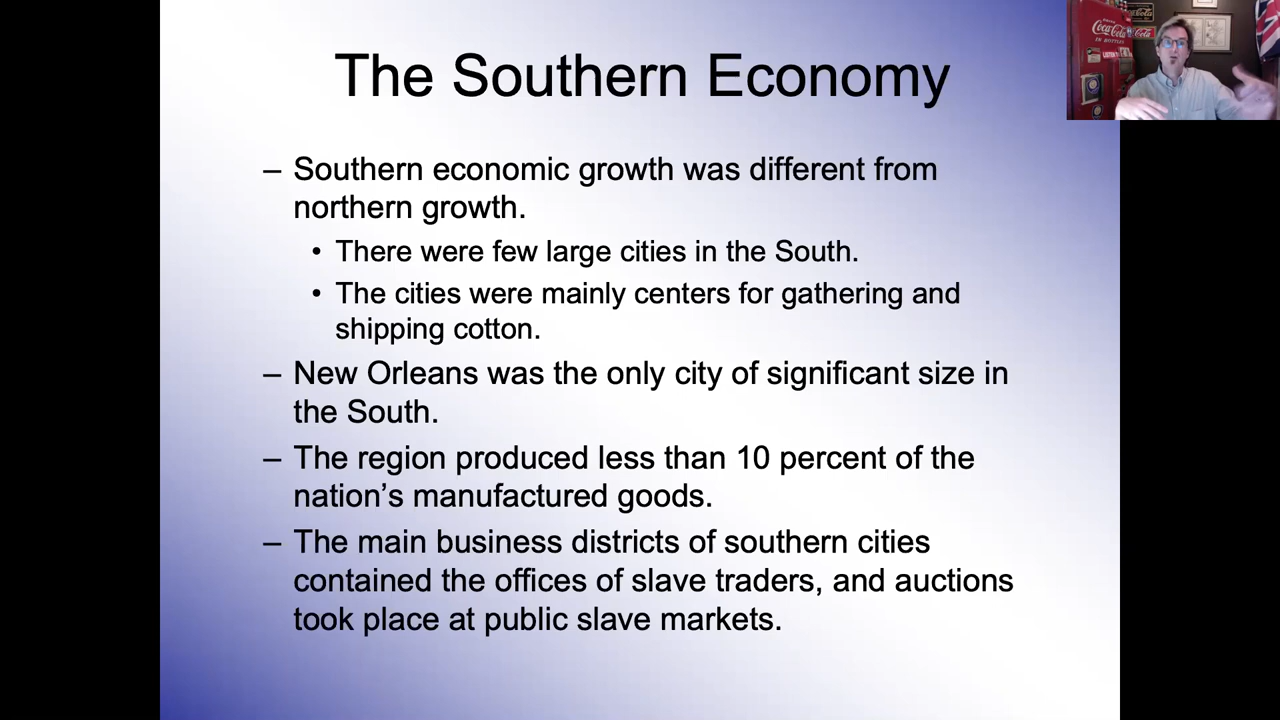 The Southern Economy
– Southern economic growth was different from
northern growth.
• There were few large cities in the South.
• The cities were mainly centers for gathering and
shipping cotton.
– New Orleans was the only city of significant size in
the South.
– The region produced less than 10 percent of the
nation’s manufactured goods.
– The main business districts of southern cities
contained the offices of slave traders, and auctions
took place at public slave markets.
Coca-Cola